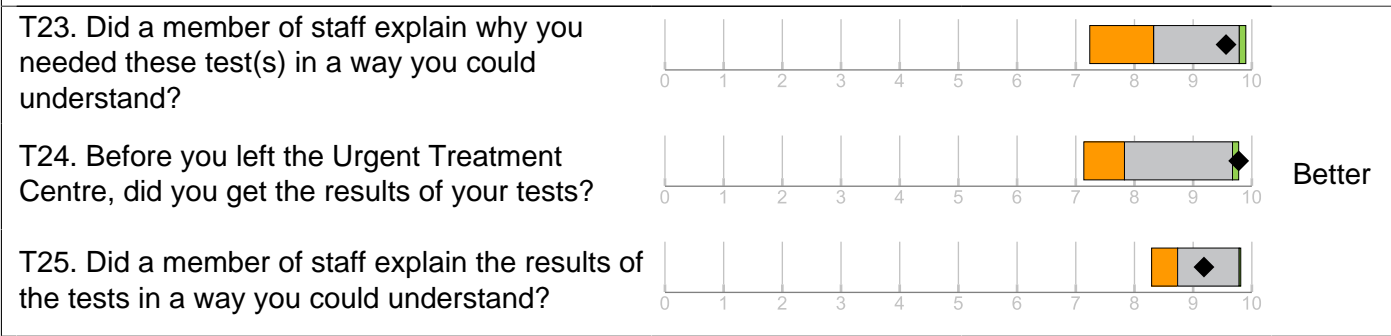 T23. Did a member of staff explain why you
needed these test(s) in a way you could
understand?
0 1 2 3 4 5 6 7 8 9 10
T24. Before you left the Urgent Treatment
Centre, did you get the results of your tests?
0 1 2 3 4 5 6 7 8 9 10
Better
T25. Did a member of staff explain the results of
the tests in a way you could understand?
0 1 2 3 4 5 6 7 8 9 10